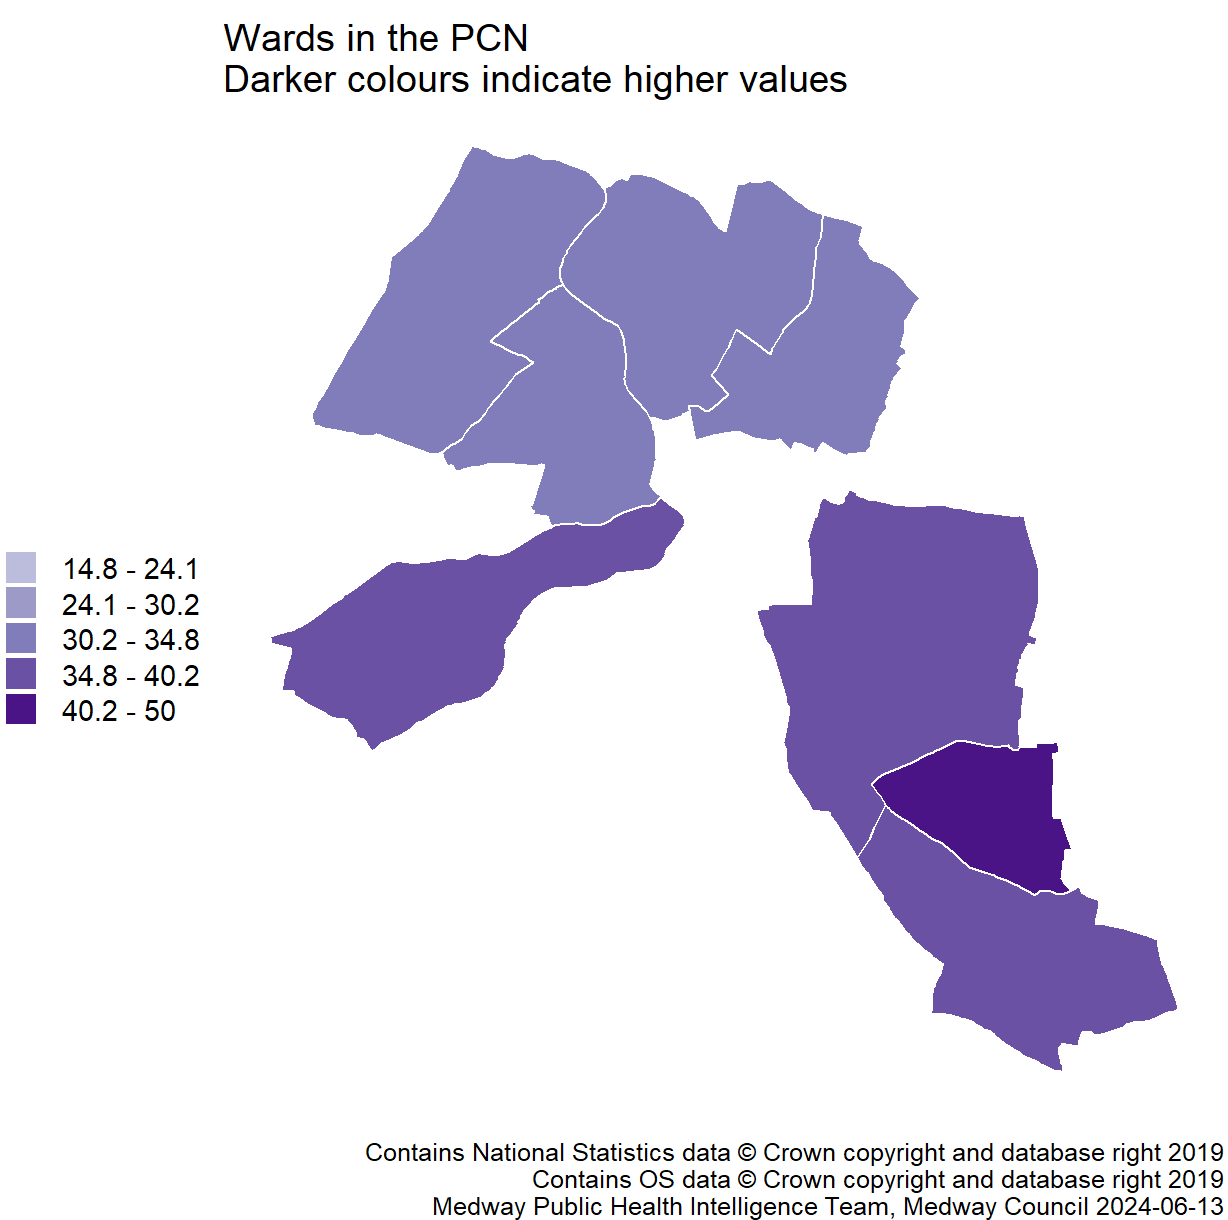 Wards in the PCN
Darker colours indicate higher values
14.8 - 24.1
24.1 - 30.2
30.2 - 34.8
34.8 - 40.2
40.2 - 50
Contains National Statistics data © Crown copyright and database right 2019
Contains OS data © Crown copyright and database right 2019
Medway Public Health Intelligence Team, Medway Council 2024-06-13